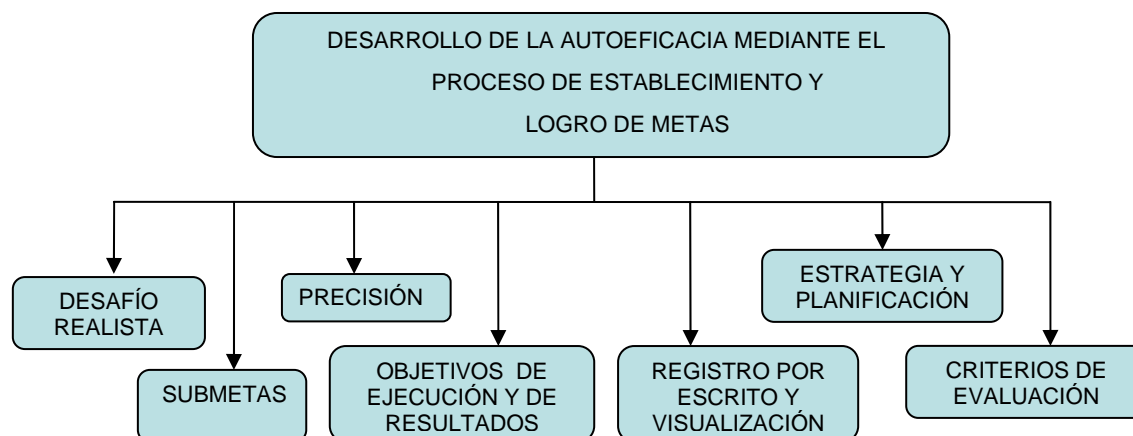 DESARROLLO DE LA AUTOEFICACIA MEDIANTE EL
PROCESO DE ESTABLECIMIENTO Y
LOGRO DE METAS
DESAFÍO
REALISTA
SUBMETAS
PRECISIÓN
OBJETIVOS DE
EJECUCIÓN Y DE
RESULTADOS
REGISTRO POR
ESCRITO Y
VISUALIZACIÓN
ESTRATEGIA Y
PLANIFICACIÓN
CRITERIOS DE
EVALUACIÓN